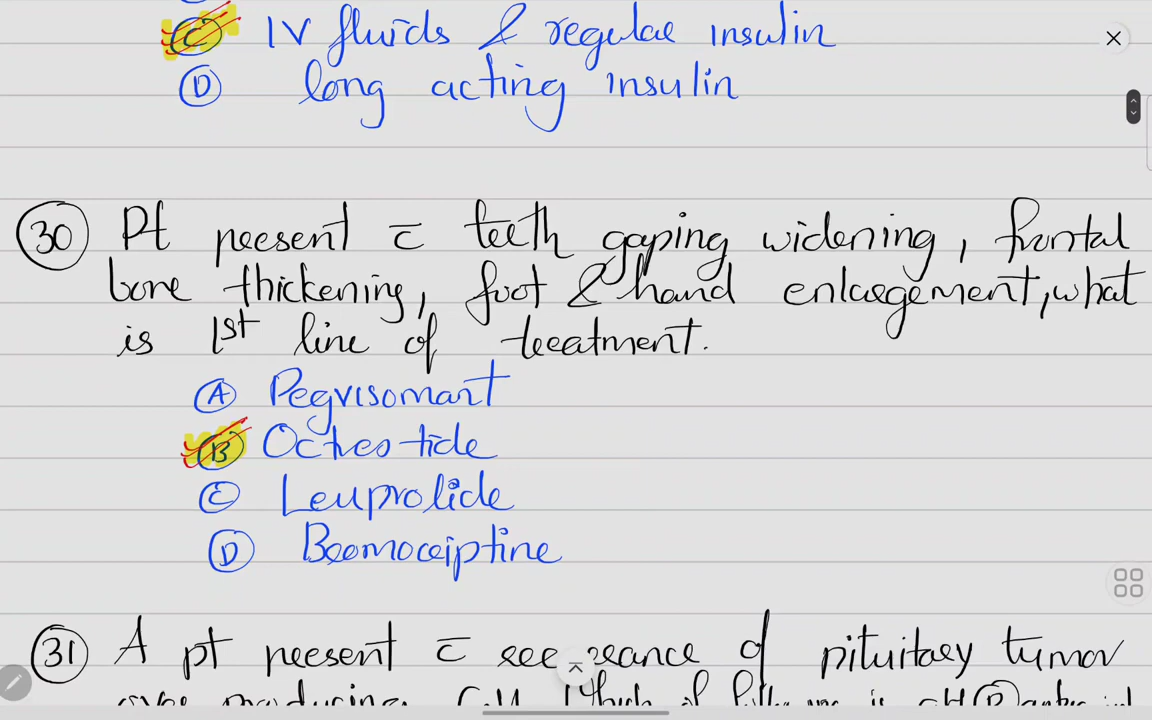 C IV fluids & regular insulin
D long acting insulin
30 Pt present c̄ teeth gaping widening, frontal
bone thickening, foot & hand enlargement, what
is 1st line of treatment.
A Pegvisomant
B Octreotide
C Leuprolide
D Bromocriptine
31 A pt present c̄ of pituitary tumor